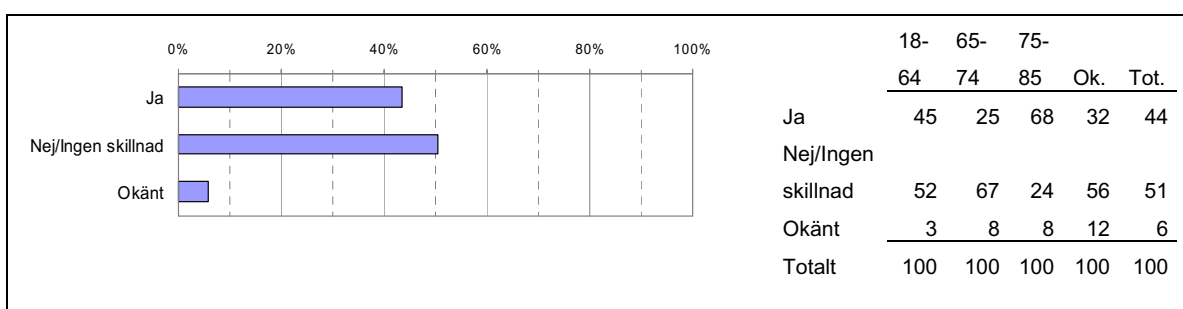 0% 20% 40% 60% 80% 100%
Ja
Nej/Ingen skillnad
Okänt
18- 65- 75-
64 74 85 Ok. Tot.
Ja 45 25 68 32 44
Nej/Ingen
skillnad 52 67 24 56 51
Okänt 3 8 8 12 6
Totalt 100 100 100 100 100